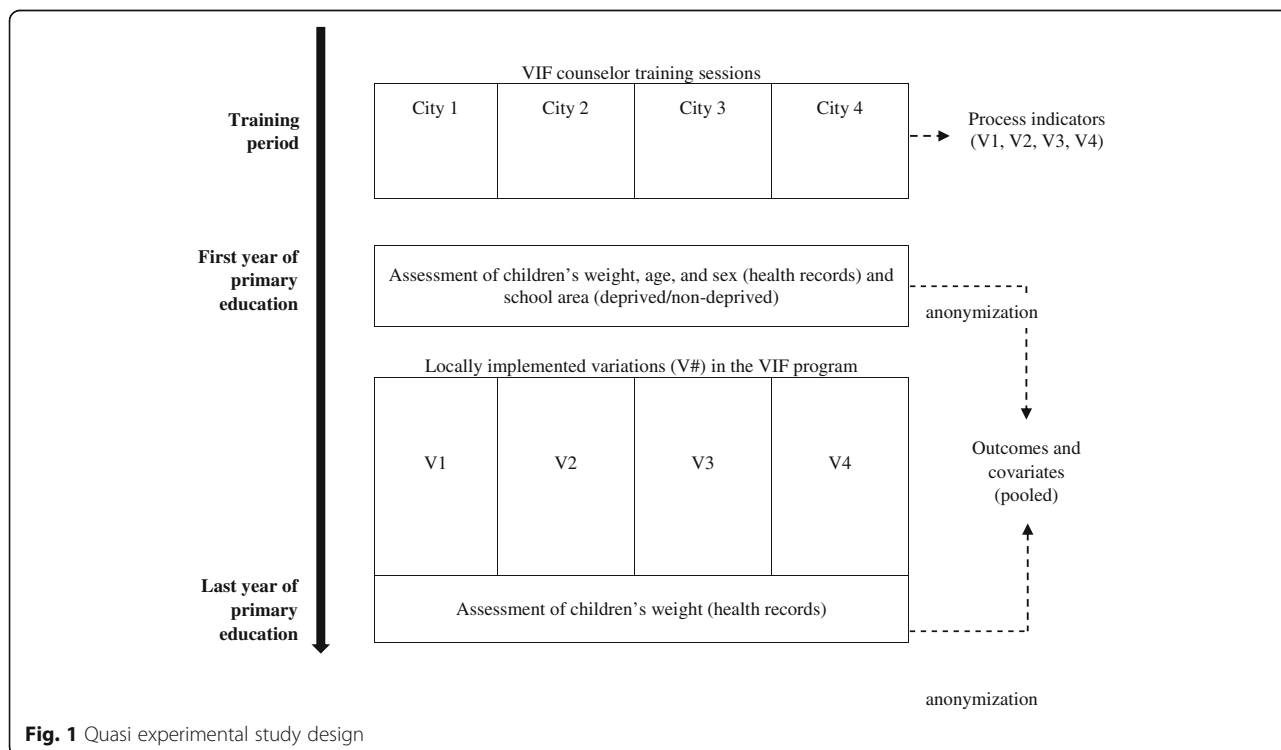 VIF counselor training sessions
Training
period
City 1
City 2
City 3
City 4
Process indicators
(V1, V2, V3, V4)
First year of
primary
education
Assessment of children's weight, age, and sex (health records) and
school area (deprived/non-deprived)
anonymization
Locally implemented variations (V#) in the VIF program
V1
V2
V3
V4
Outcomes and
covariates
(pooled)
Last year of
primary
education
Assessment of children's weight (health records)
anonymization
Fig. 1 Quasi experimental study design